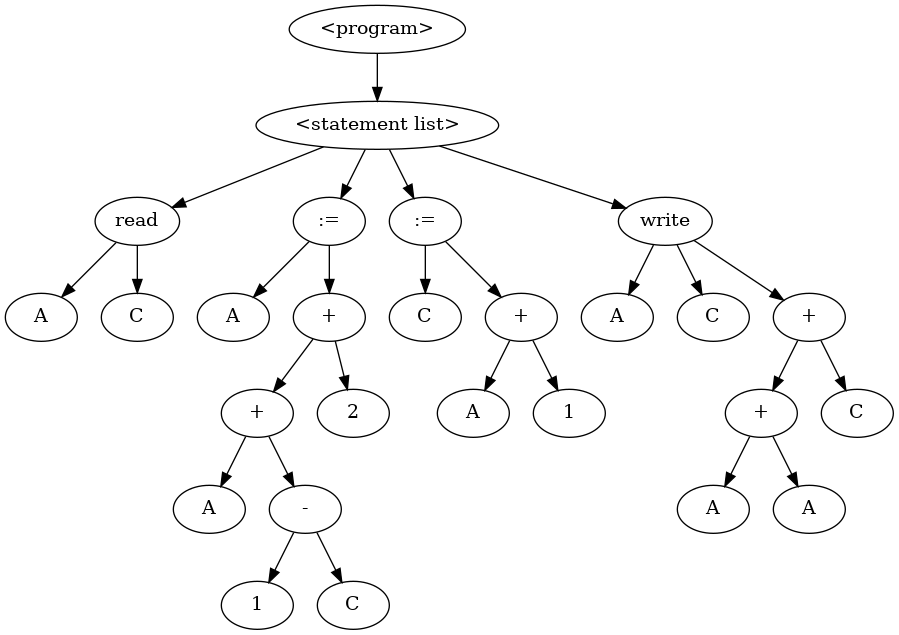 <program>
<statement list>
read := := write
A C A + C + A C +
+ 2 A 1 + C
A - A A
1 C